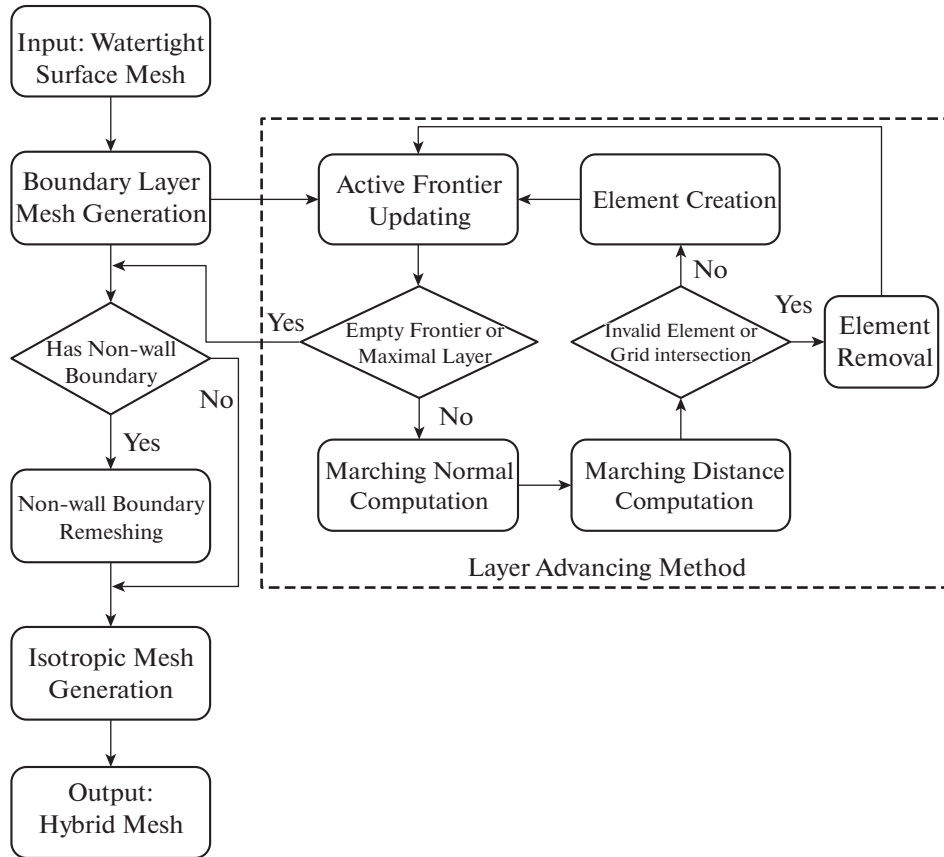 Input: Watertight
Surface Mesh
Boundary Layer
Mesh Generation
Active Frontier
Updating
Element Creation
No
Yes
Yes
Empty Frontier or
Maximal Layer
Invalid Element or
Grid intersection
Element
Removal
Has Non-wall
Boundary
No
No
Yes
Marching Normal
Computation
Marching Distance
Computation
Non-wall Boundary
Remeshing
Layer Advancing Method
Isotropic Mesh
Generation
Output:
Hybrid Mesh